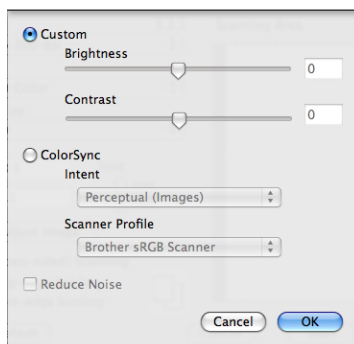 Custom
Brightness
0
Contrast
0
ColorSync
Intent
Perceptual (Images)
Scanner Profile
Brother sRGB Scanner
Reduce Noise
Cancel OK